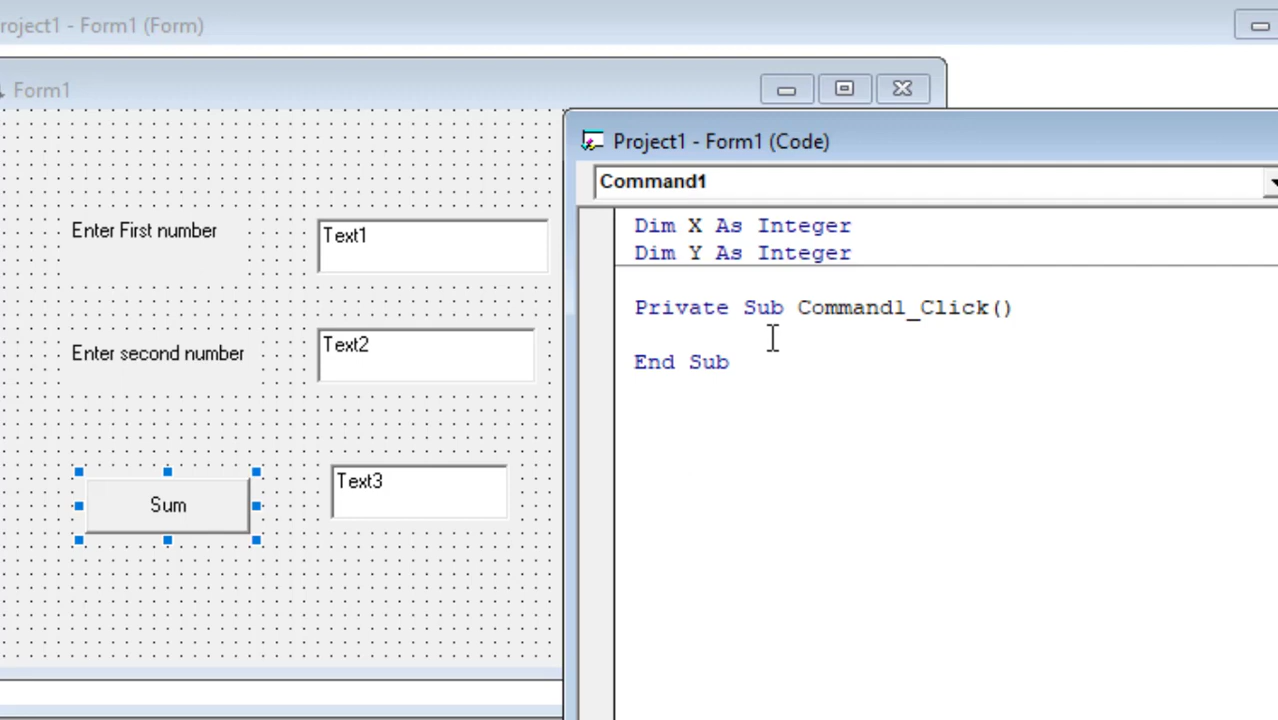 roject1 - Form1 (Form)
Form1
Enter First number
Text1
Enter second number
Text2
Sum
Text3
Project1 - Form1 (Code)
Command1
Dim X As Integer
Dim Y As Integer
Private Sub Command1_Click()
End Sub